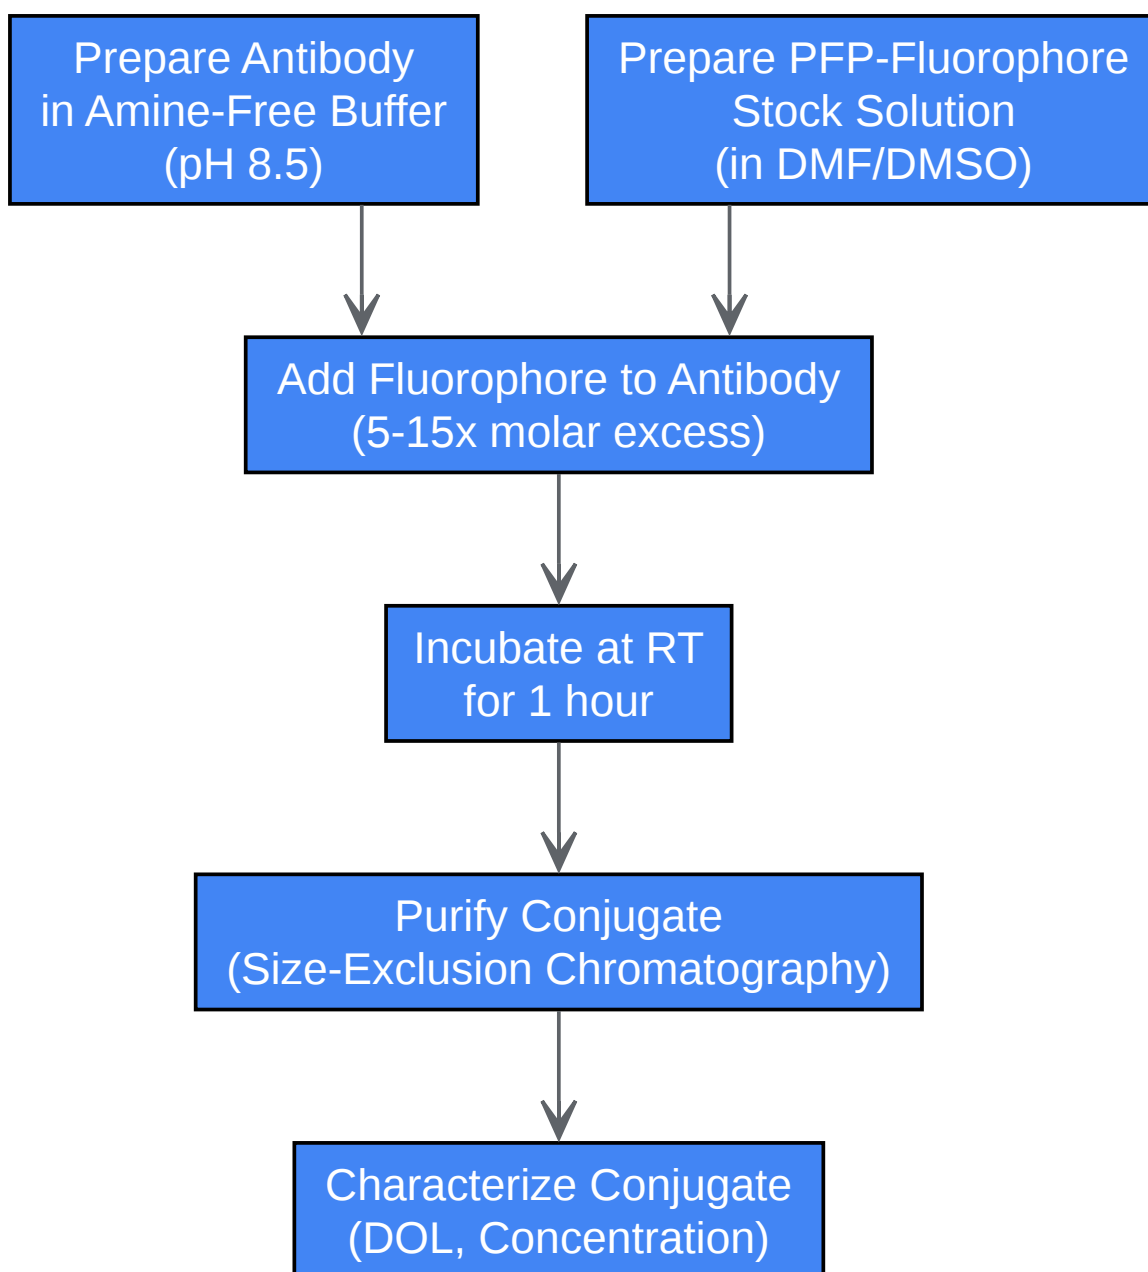 Prepare Antibody
in Amine-Free Buffer
(pH 8.5)
Prepare PFP-Fluorophore
Stock Solution
(in DMF/DMSO)
Add Fluorophore to Antibody
(5-15x molar excess)
Incubate at RT
for 1 hour
Purify Conjugate
(Size-Exclusion Chromatography)
Characterize Conjugate
(DOL, Concentration)